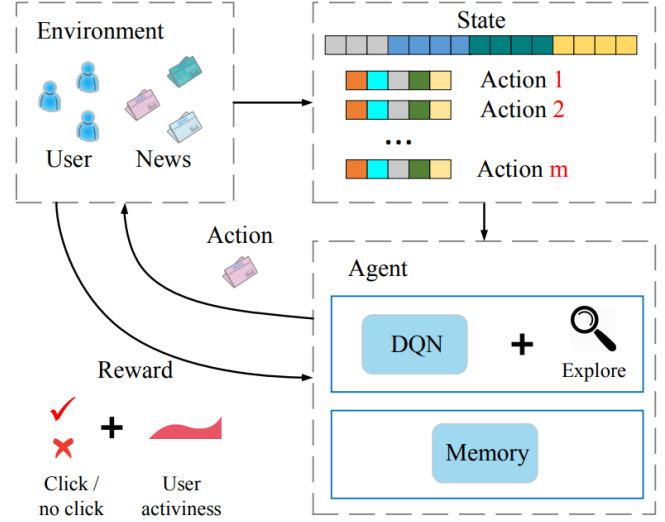 Environment
User
News
State
Action 1
Action 2
...
Action m
Action
Agent
DQN
+
Explore
Memory
Reward
+
Click /
no click
User
activiness